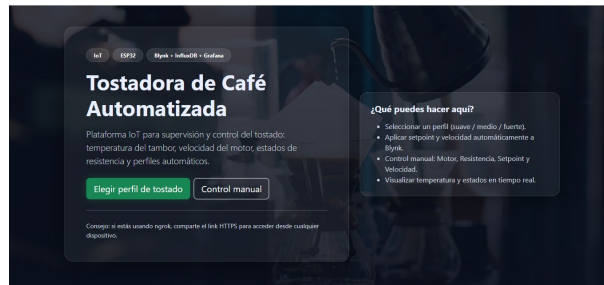 IoT
ESP32
Blynk + InfluxDB + Grafana
Tostadora de Café
Automatizada
Plataforma IoT para supervisión y control del tostado:
temperatura del tambor, velocidad del motor, estados de
resistencia y perfiles automáticos.
Elegir perfil de tostado
Control manual
Consejo: si estás usando ngrok, comparte el link HTTPS para acceder desde cualquier
dispositivo.
¿Qué puedes hacer aquí?
• Seleccionar un perfil (suave / medio / fuerte).
• Aplicar setpoint y velocidad automáticamente a
Blynk.
• Control manual: Motor, Resistencia, Setpoint y
Velocidad.
• Visualizar temperatura y estados en tiempo real.